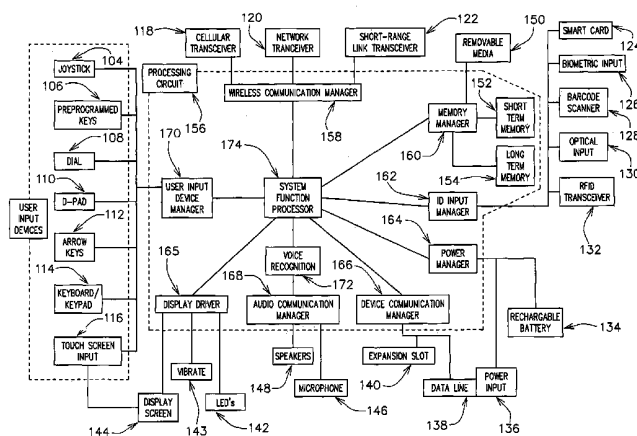 118
CELLULAR TRANSCEIVER
120
NETWORK TRANCEIVER
SHORT-RANGE LINK TRANSCEIVER
122
150
REMOVABLE MEDIA
SMART CARD
124
BIOMETRIC INPUT
126
BARCODE SCANNER
128
OPTICAL INPUT
130
RFID TRANSCEIVER
132
104
JOYSTICK
106
PREPROGRAMMED KEYS
108
DIAL
110
D-PAD
USER INPUT DEVICES
112
ARROW KEYS
114
KEYBOARD/ KEYPAD
116
TOUCH SCREEN INPUT
PROCESSING CIRCUIT
156
WIRELESS COMMUNICATION MANAGER
158
152
MEMORY MANAGER
160
SHORT TERM MEMORY
LONG TERM MEMORY
154
170
USER INPUT DEVICE MANAGER
174
SYSTEM FUNCTION PROCESSOR
162
ID INPUT MANAGER
164
POWER MANAGER
165
DISPLAY DRIVER
VOICE RECOGNITION
172
168
AUDIO COMMUNICATION MANAGER
166
DEVICE COMMUNICATION MANAGER
RECHARGABLE BATTERY
134
DISPLAY SCREEN
144
VIBRATE
143
LED's
142
SPEAKERS
148
MICROPHONE
146
EXPANSION SLOT
140
DATA LINE
138
POWER INPUT
136